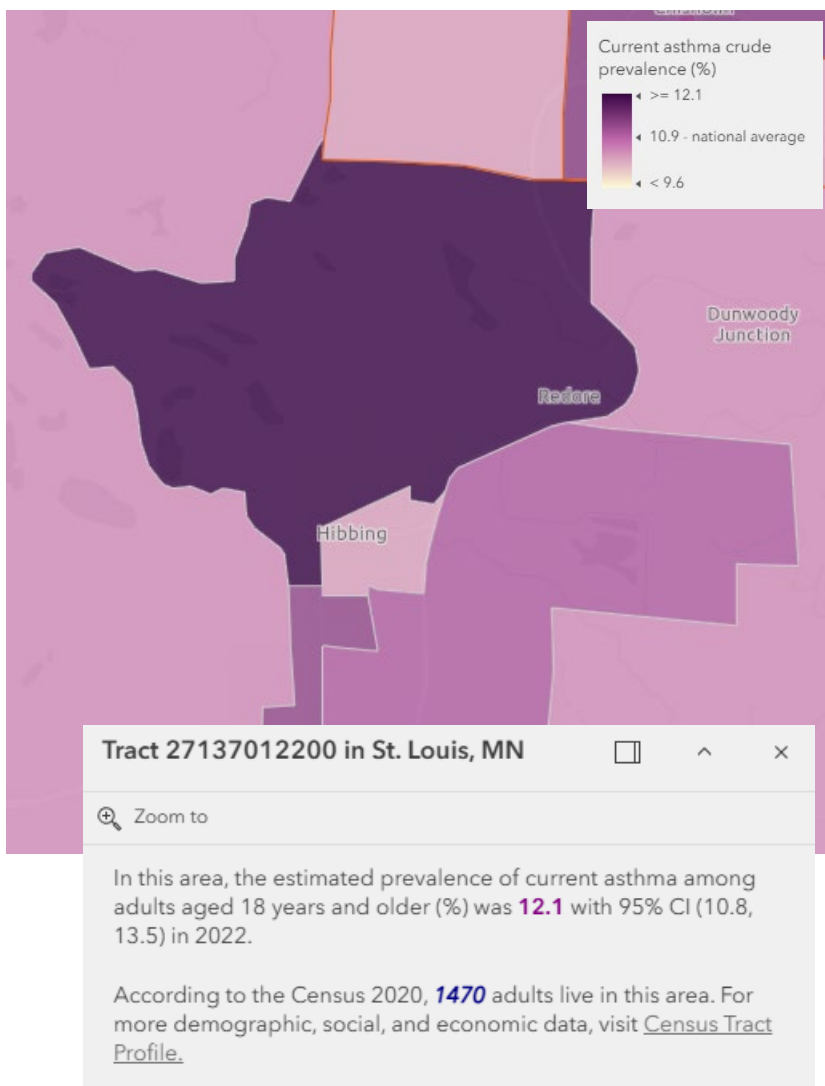 Current asthma crude
prevalence (%)
>= 12.1
10.9 - national average
< 9.6
Dunwoody
Junction
Redore
Hibbing
Tract 27137012200 in St. Louis, MN
Zoom to
In this area, the estimated prevalence of current asthma among
adults aged 18 years and older (%) was 12.1 with 95% CI (10.8,
13.5) in 2022.
According to the Census 2020, 1470 adults live in this area. For
more demographic, social, and economic data, visit Census Tract
Profile.